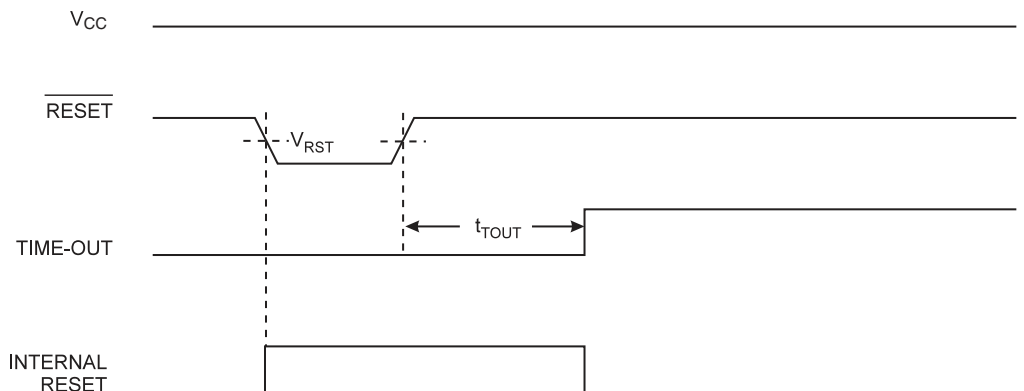 VCC
RESET
VRST
tTOUT
TIME-OUT
INTERNAL
RESET